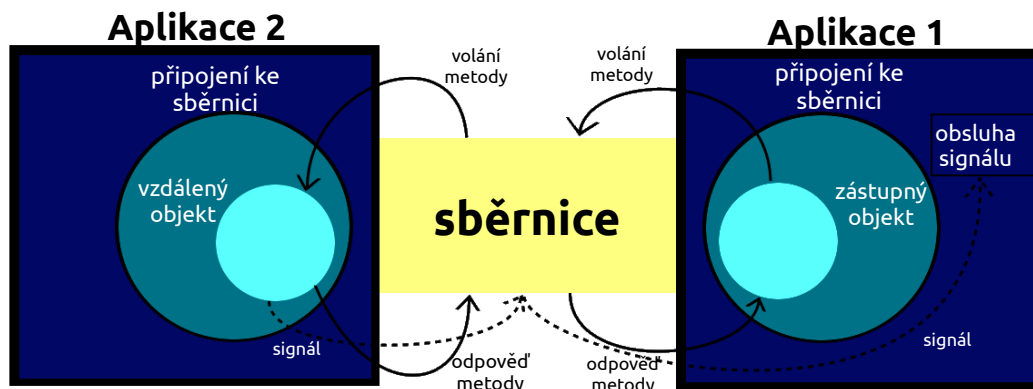 Aplikace 2
Aplikace 1
volání
metody
volání
metody
připojení ke
sběrnici
připojení ke
sběrnici
obsluha
signálu
vzdálený
objekt
sběrnice
zástupný
objekt
signál
signál
odpověď
metody
odpověď
metody